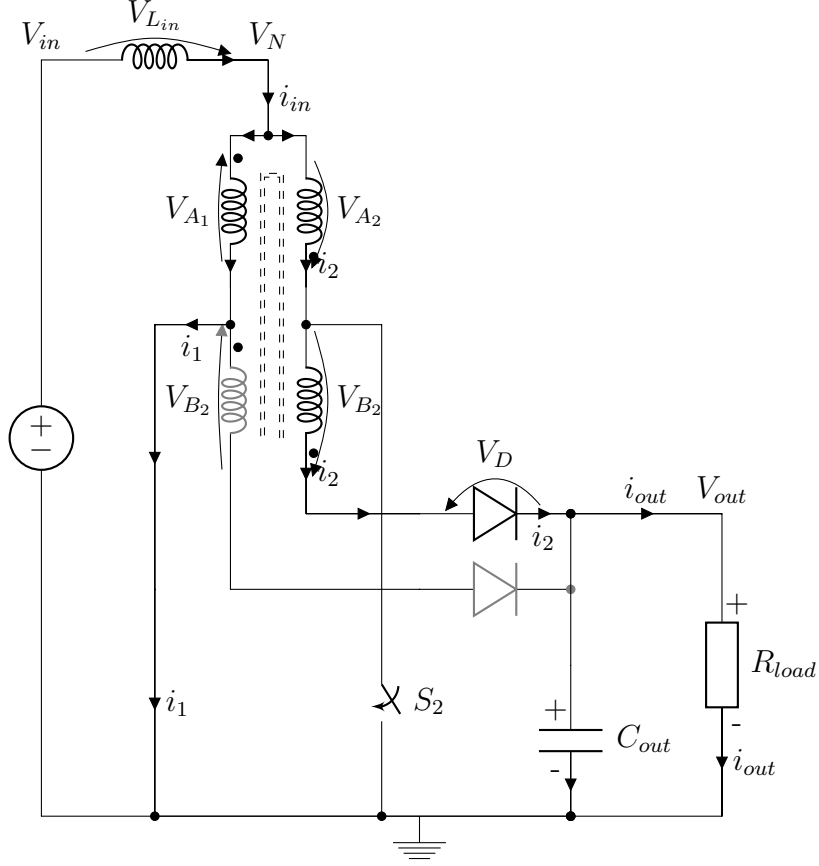 V_{L_{in}}
V_{in}
V_N
i_{in}
V_{A_1}
V_{A_2}
i_2
i_1
V_{B_2}
V_{B_2}
i_2
V_D
i_{out}
V_{out}
i_2
+
−
+
R_{load}
-
i_1
S_2
+
C_{out}
-
i_{out}